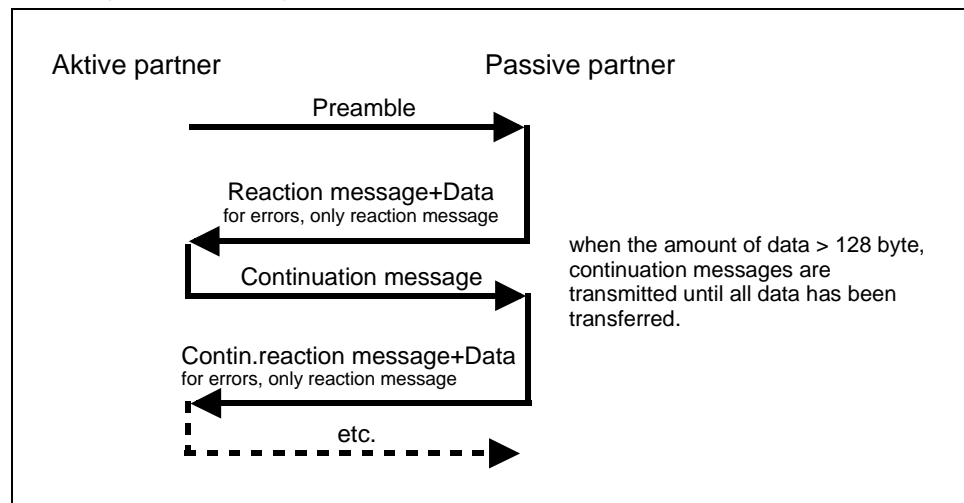 Aktive partner
Passive partner
Preamble
Reaction message+Data
for errors, only reaction message
Continuation message
when the amount of data > 128 byte,
continuation messages are
transmitted until all data has been
transferred.
Contin.reaction message+Data
for errors, only reaction message
etc.